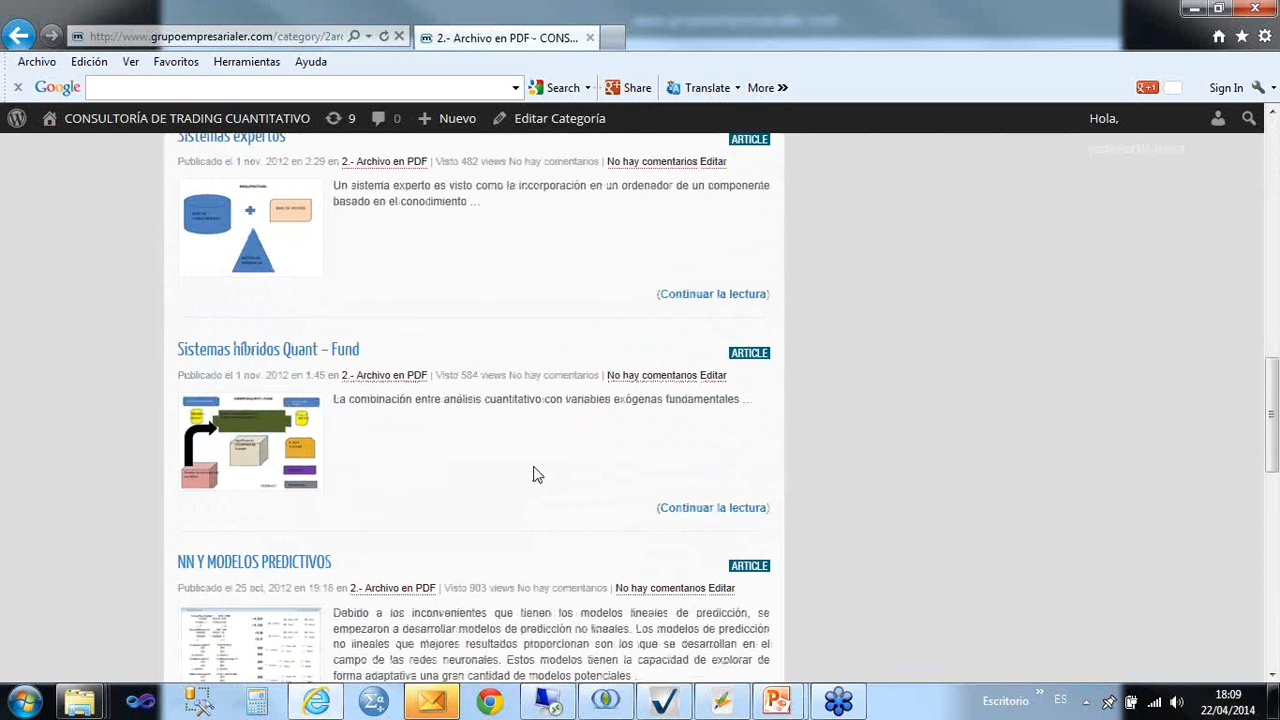 http://www.grupoempresarialer.com/category/2arc
2.- Archivo en PDF - CONS...
Archivo Edición Ver Favoritos Herramientas Ayuda
Google Search Share Translate More » g+1 Sign In
CONSULTORÍA DE TRADING CUANTITATIVO 9 0 Nuevo Editar Categoría Hola,
Sistemas expertos ARTICLE
Publicado el 1 nov, 2012 en 2.29 en 2.- Archivo en PDF | Visto 482 views No hay comentarios | No hay comentarios Editar
Un sistema experto es visto como la incorporación en un ordenador de un componente
basado en el conodimiento ...
(Continuar la lectura)
Sistemas híbridos Quant – Fund ARTICLE
Publicado el 1 nov, 2012 en 1.45 en 2.- Archivo en PDF | Visto 584 views No hay comentarios | No hay comentarios Editar
La combinación entre análisis cuantitativo con variables exógenas fundamentales ...
(Continuar la lectura)
NN Y MODELOS PREDICTIVOS ARTICLE
Publicado el 25 oct, 2012 en 19.18 en 2.- Archivo en PDF | Visto 903 views No hay comentarios | No hay comentarios Editar
Debido a los inconvenientes que tienen los modelos lineales de predicción, se
empezaron a desarrollar modelos de predicción no lineales. Los modelos de predicción
no lineales que mejores resultados proporcionan son los que se desarrollan en el
campo de las redes neuronales. Estos modelos tienen la capacidad de explorar de
forma cuantitativa una gran cantidad de modelos potenciales
Escritorio » ES 18:09
22/04/2014